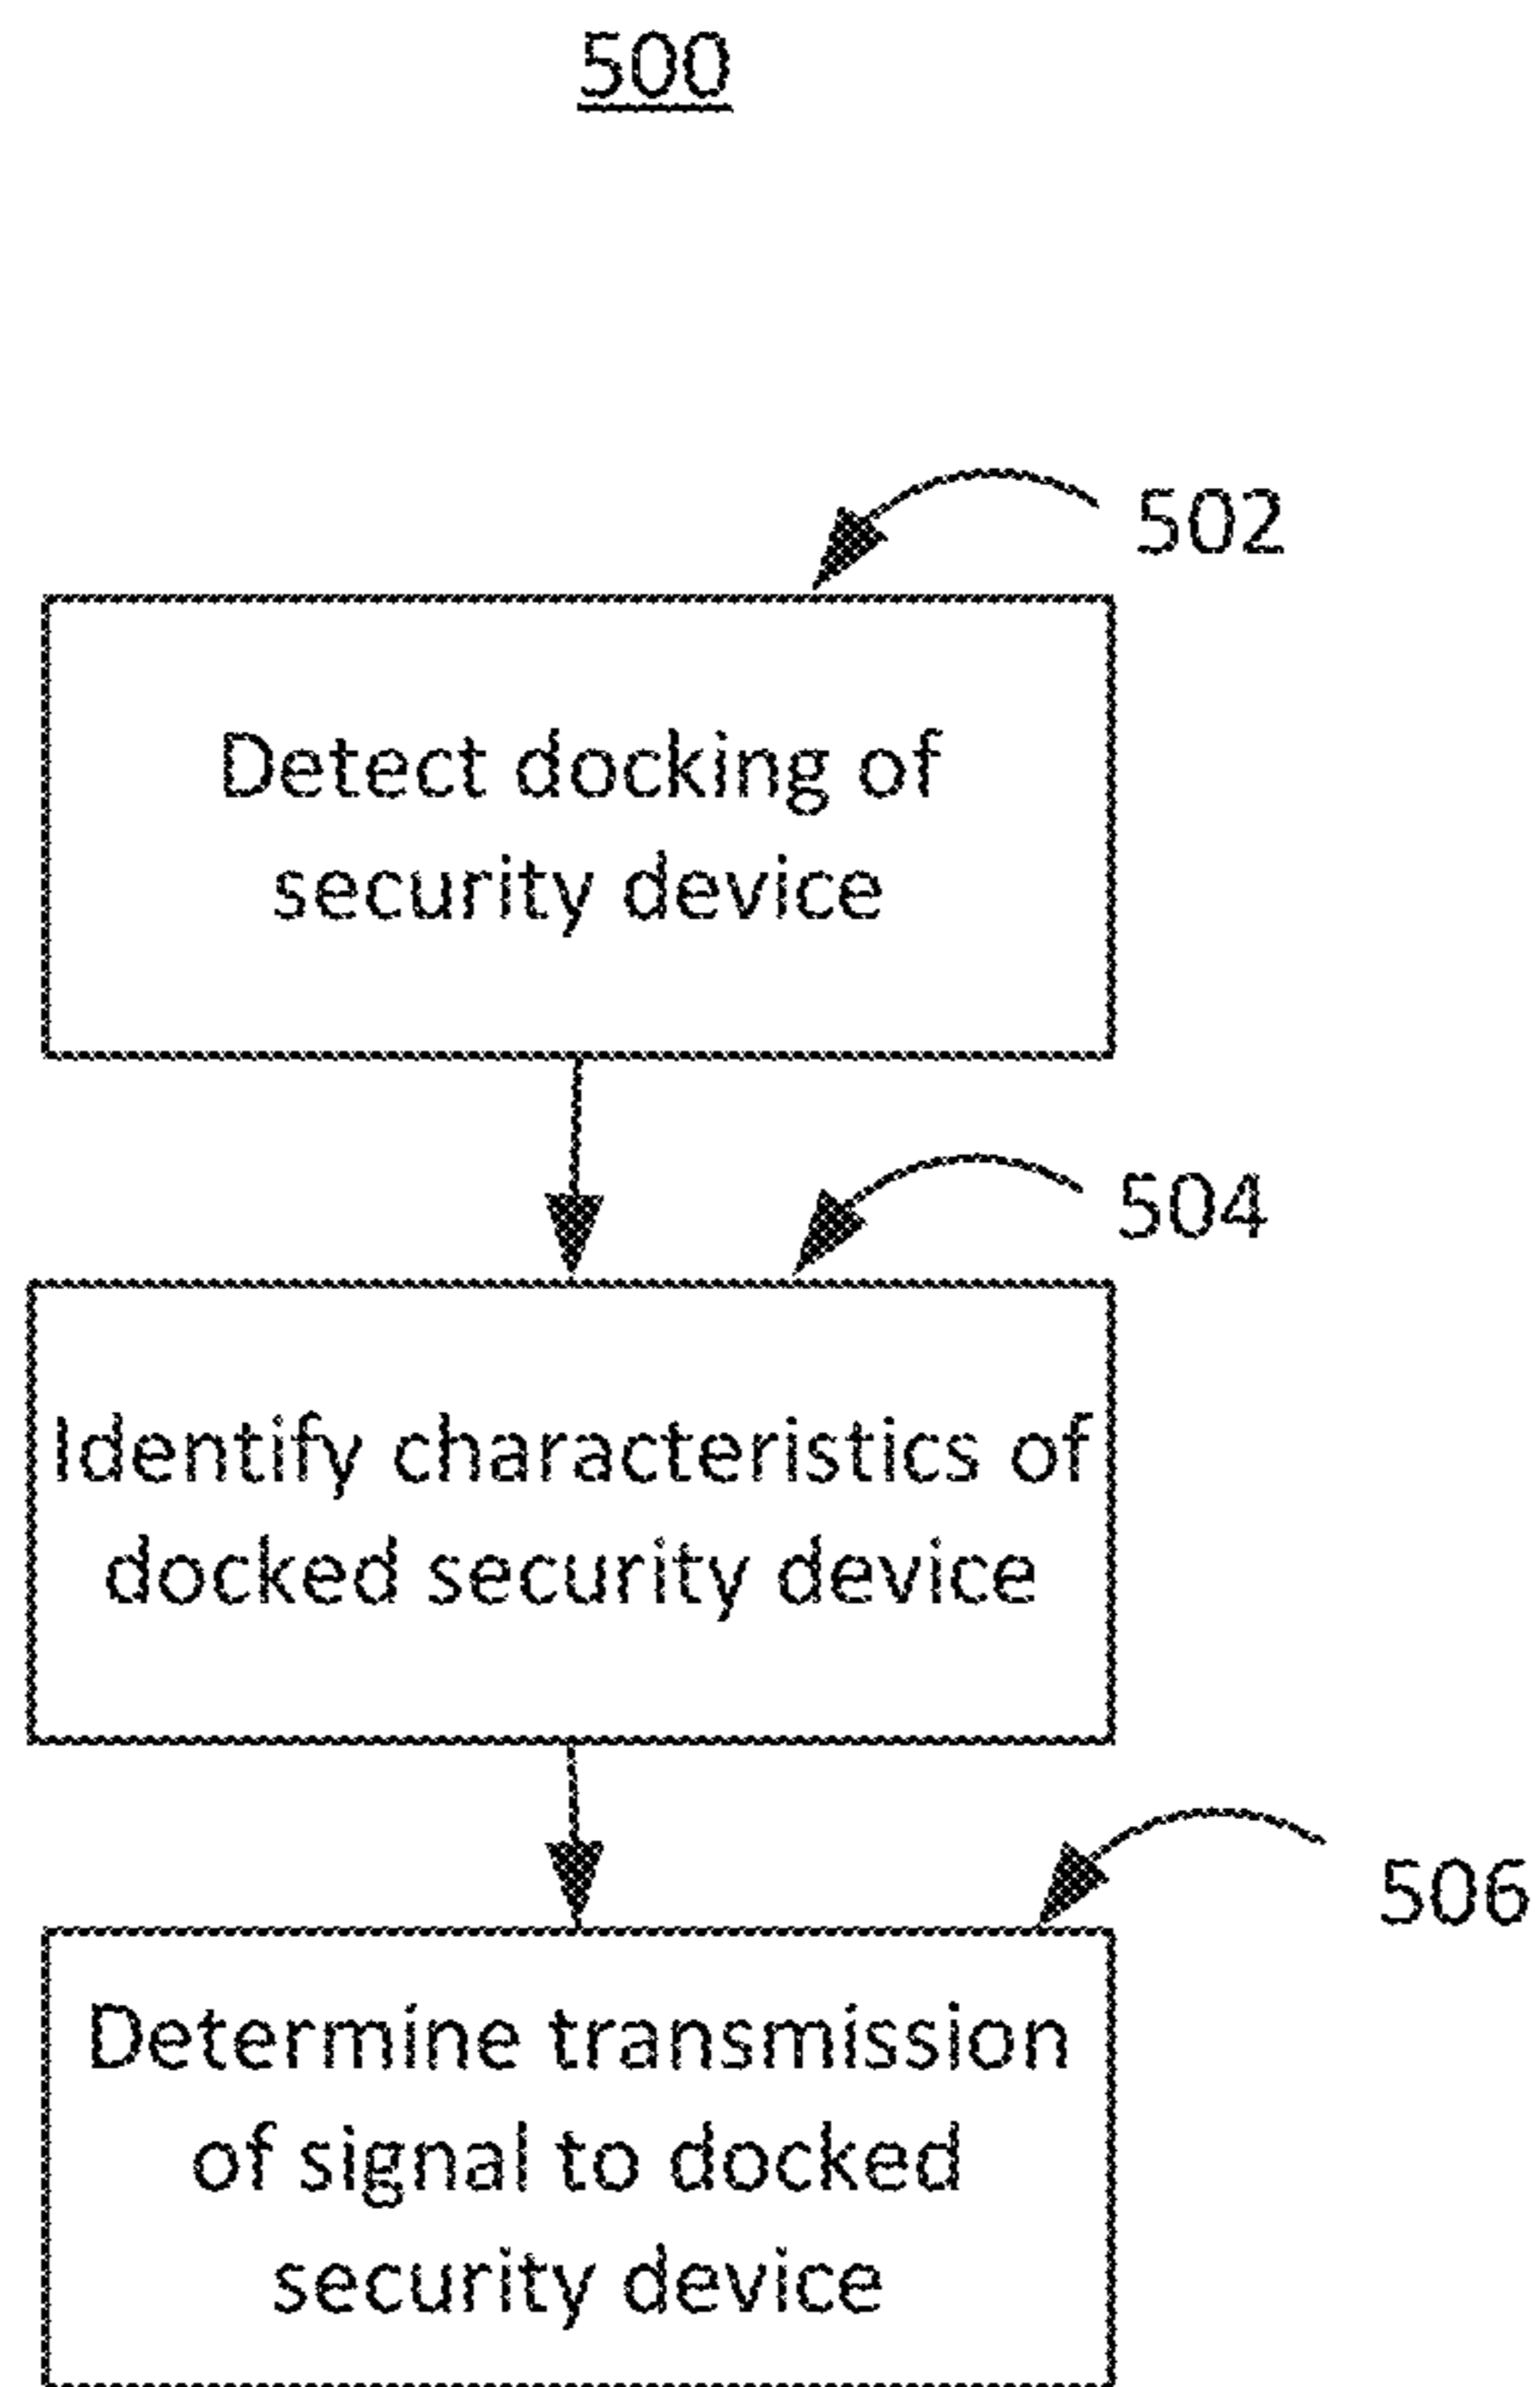 500
502
Detect docking of
security device
504
Identify characteristics of
docked security device
506
Determine transmission
of signal to docked
security device